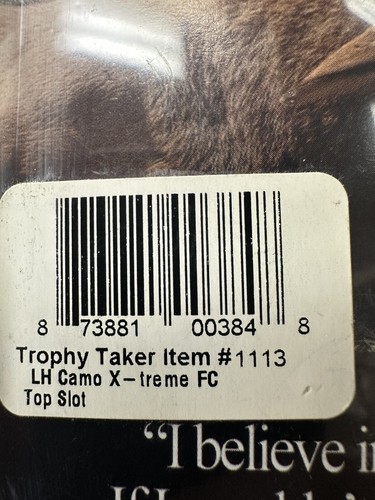 8 73881 00384 8
Trophy Taker Item #1113
LH Camo X-treme FC
Top Slot
"I believe